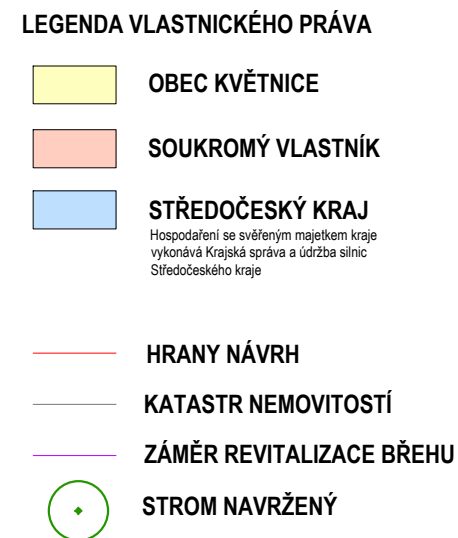 LEGENDA VLASTNICKÉHO PRÁVA
OBEC KVĚTNICE
SOUKROMÝ VLASTNÍK
STŘEDOČESKÝ KRAJ
Hospodaření se svěřeným majetkem kraje
vykonává Krajská správa a údržba silnic
Středočeského kraje
HRANY NÁVRH
KATASTR NEMOVITOSTÍ
ZÁMĚR REVITALIZACE BŘEHU
STROM NAVRŽENÝ